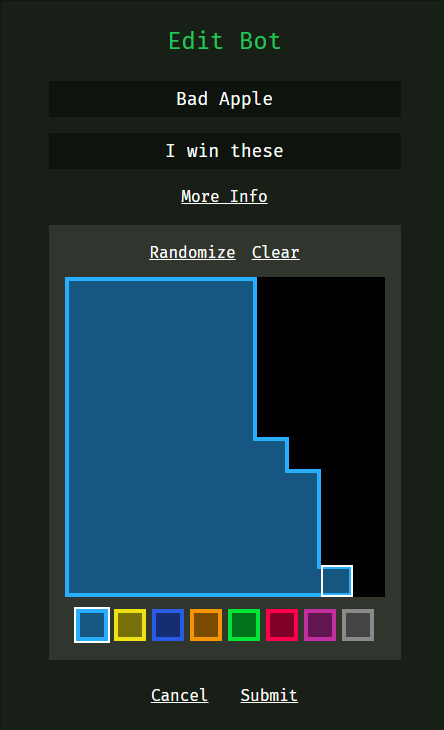 Edit Bot
Bad Apple
I win these
More Info
Randomize Clear
Cancel Submit